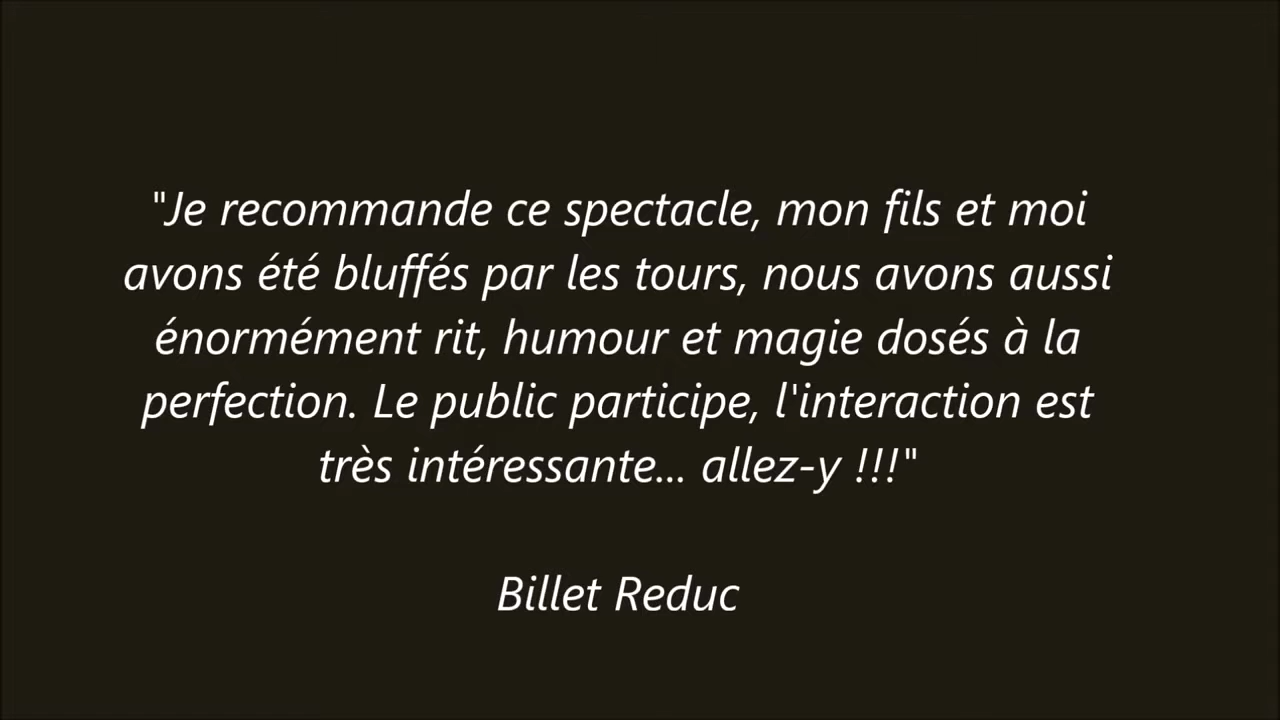 "Je recommande ce spectacle, mon fils et moi
avons été bluffés par les tours, nous avons aussi
énormément rit, humour et magie dosés à la
perfection. Le public participe, l'interaction est
très intéressante... allez-y !!!"
Billet Reduc